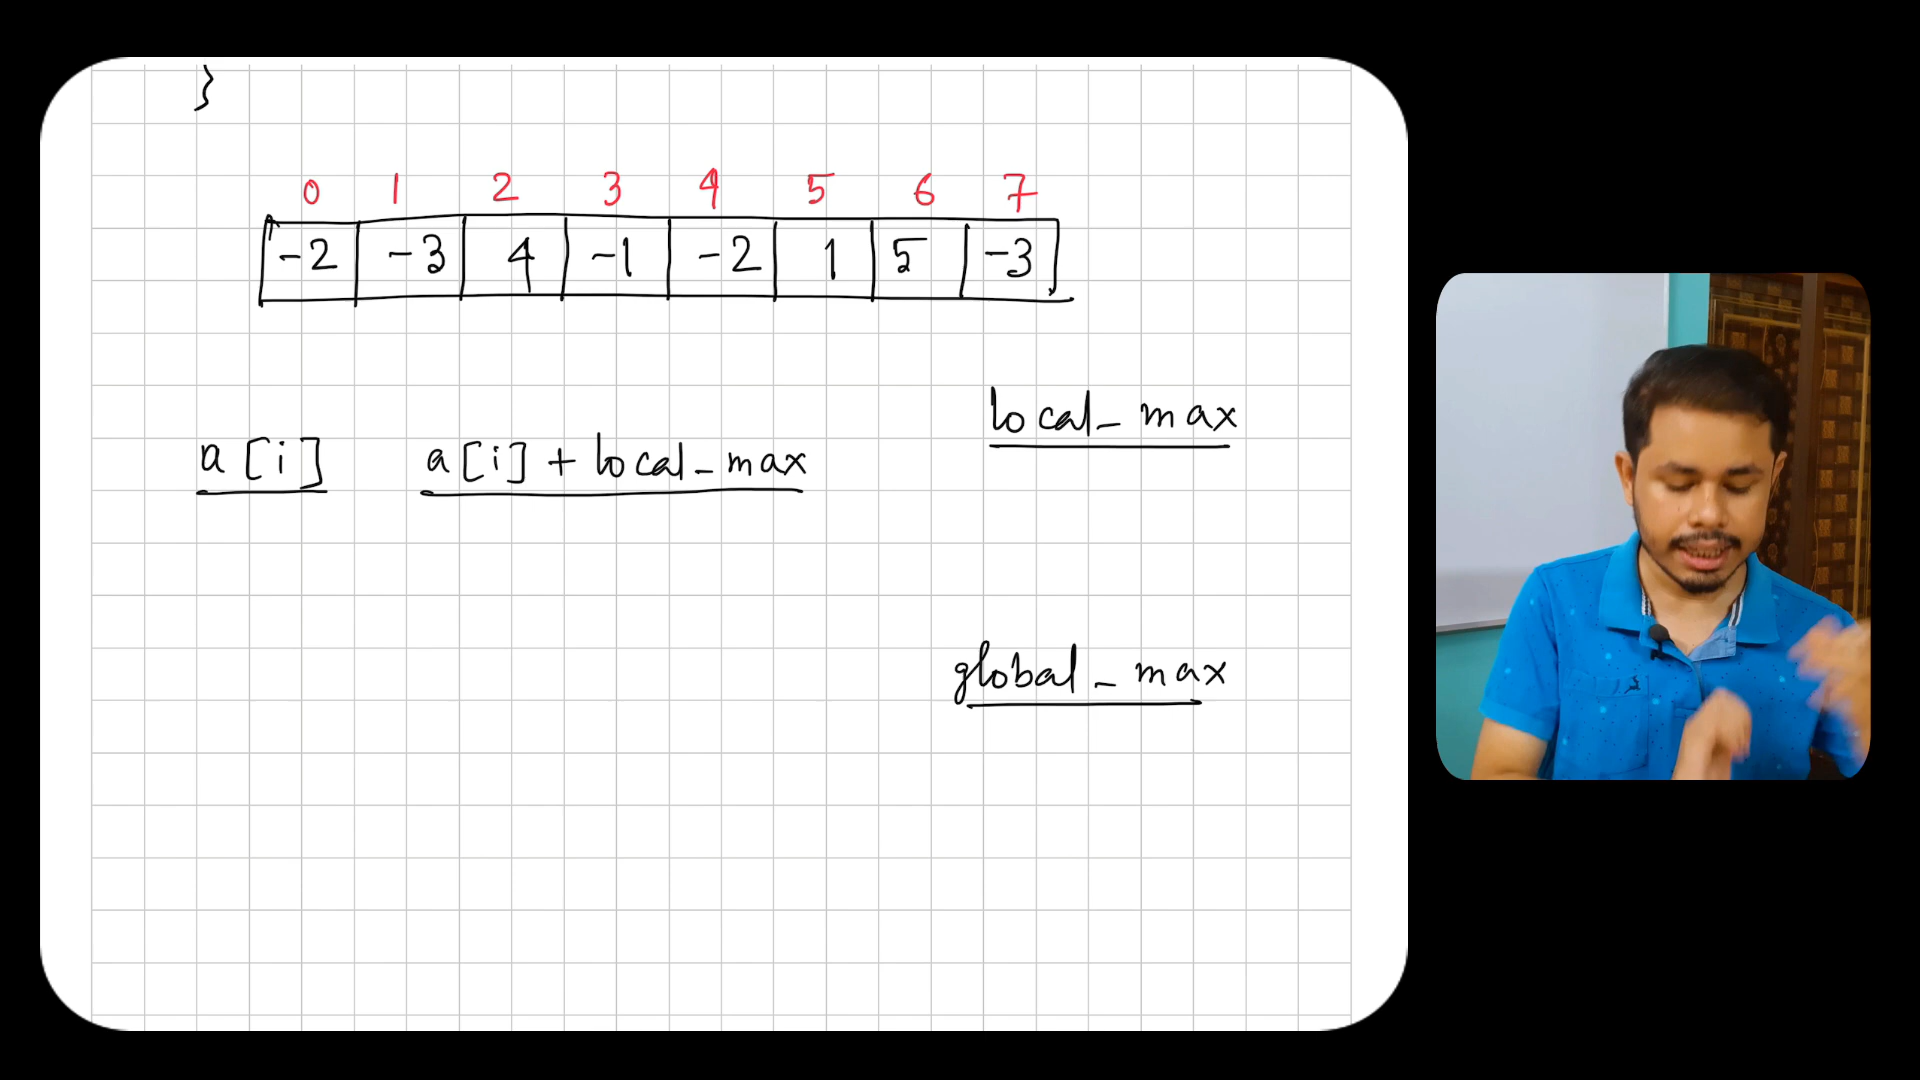 }
0 1 2 3 4 5 6 7
-2 -3 4 -1 -2 1 5 -3
local_max
a[i] a[i]+local_max
global_max